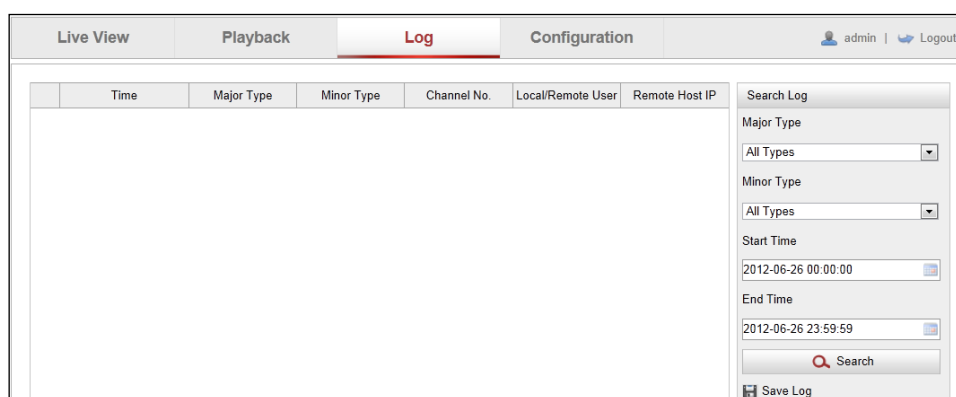 Live View Playback Log Configuration admin | Logout
Time Major Type Minor Type Channel No. Local/Remote User Remote Host IP
Search Log
Major Type
All Types
Minor Type
All Types
Start Time
2012-06-26 00:00:00
End Time
2012-06-26 23:59:59
Search
Save Log